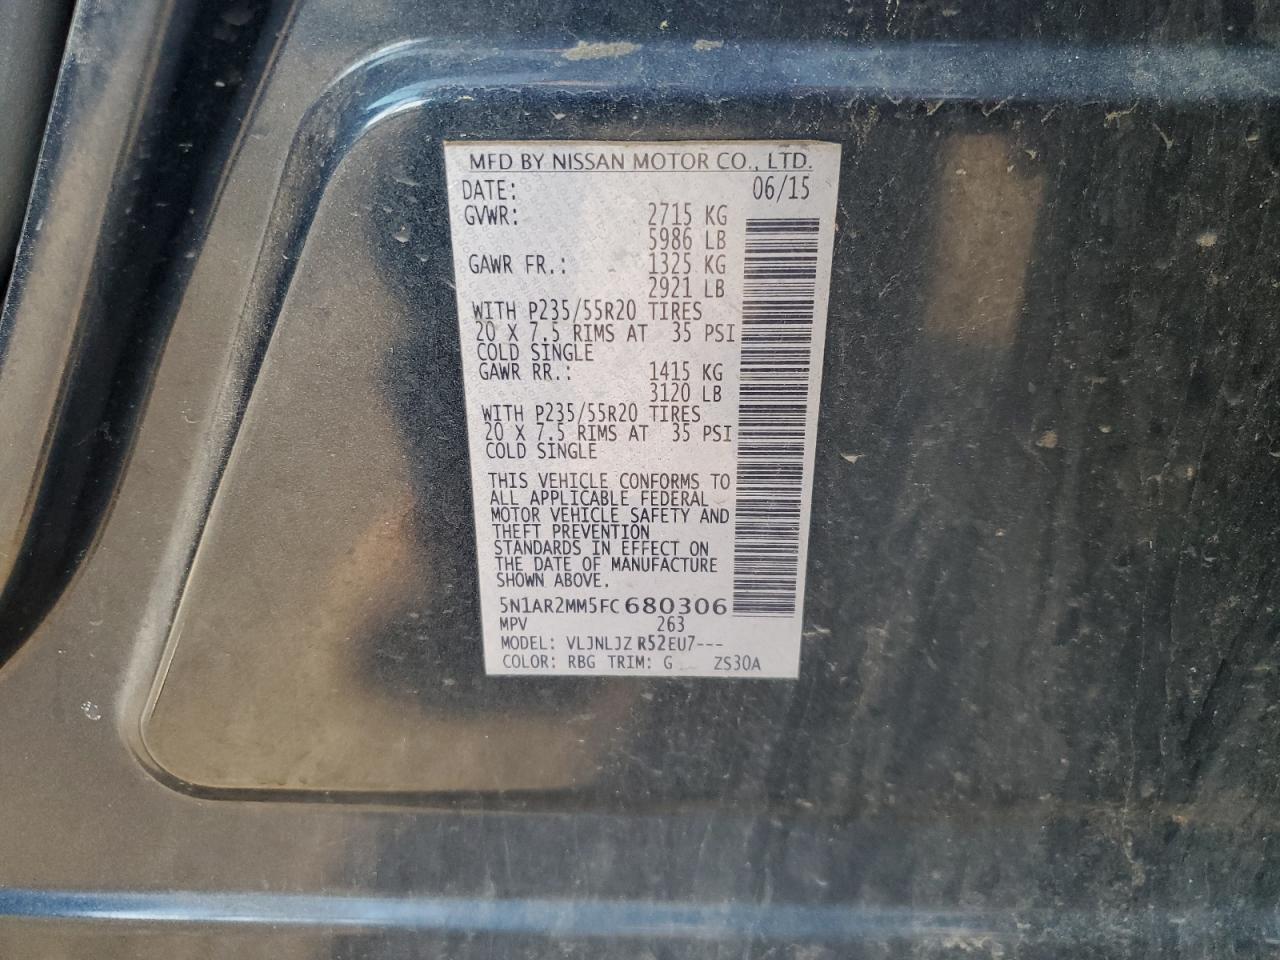 MFD BY NISSAN MOTOR CO., LTD.
DATE: 06/15
GVWR: 2715 KG
5986 LB
GAWR FR.: 1325 KG
2921 LB
WITH P235/55R20 TIRES
20 X 7.5 RIMS AT 35 PSI
COLD SINGLE
GAWR RR.: 1415 KG
3120 LB
WITH P235/55R20 TIRES
20 X 7.5 RIMS AT 35 PSI
COLD SINGLE
THIS VEHICLE CONFORMS TO
ALL APPLICABLE FEDERAL
MOTOR VEHICLE SAFETY AND
THEFT PREVENTION
STANDARDS IN EFFECT ON
THE DATE OF MANUFACTURE
SHOWN ABOVE.
5N1AR2MM5FC680306
MPV 263
MODEL: VLJNLJZ R52EU7---
COLOR: RBG TRIM: G ZS30A